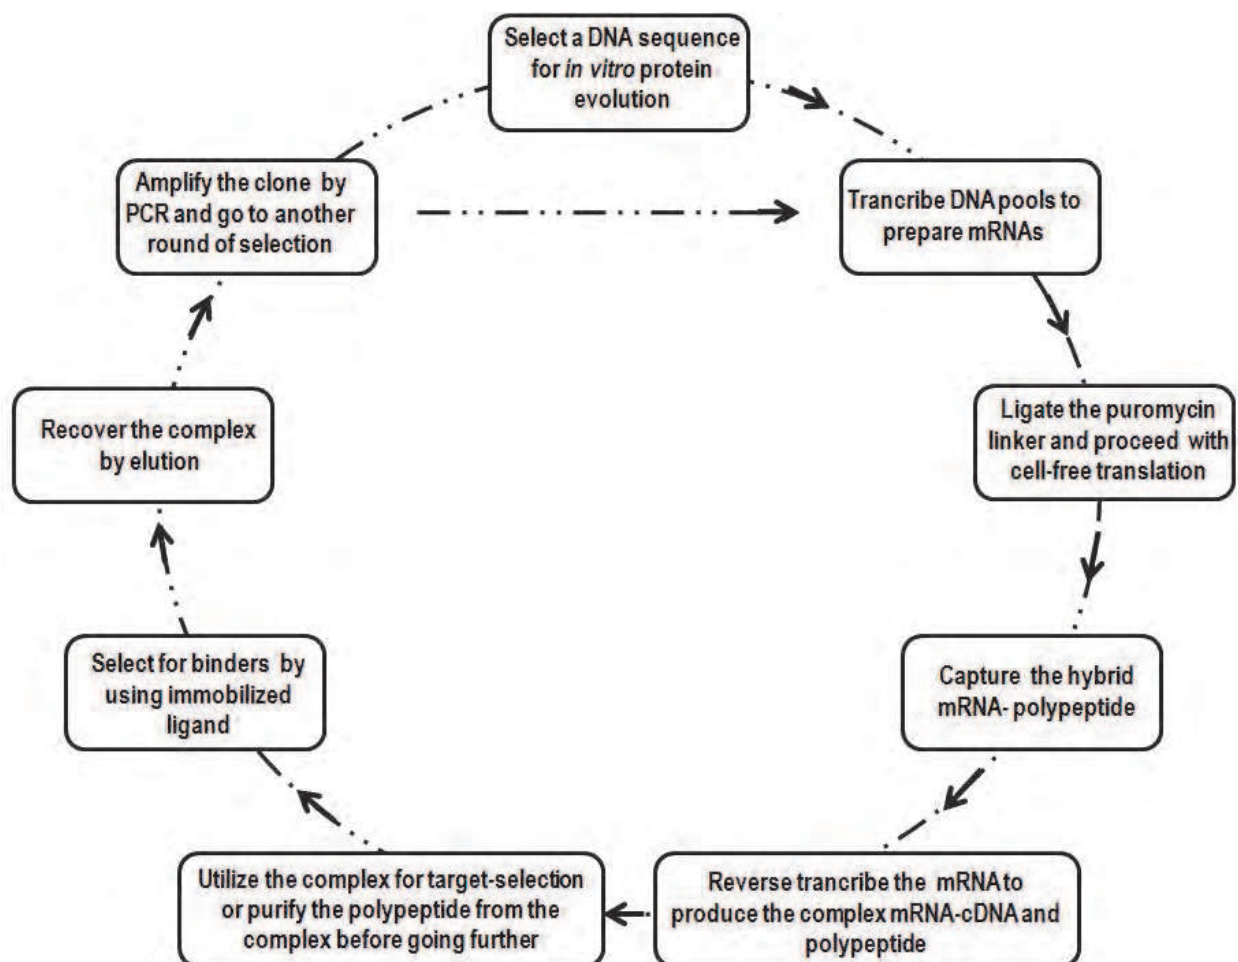 Select a DNA sequence
for in vitro protein
evolution
Amplify the clone by
PCR and go to another
round of selection
Trancribe DNA pools to
prepare mRNAs
Recover the complex
by elution
Ligate the puromycin
linker and proceed with
cell-free translation
Select for binders by
using immobilized
ligand
Capture the hybrid
mRNA- polypeptide
Utilize the complex for target-selection
or purify the polypeptide from the
complex before going further
Reverse trancribe the mRNA to
produce the complex mRNA-cDNA and
polypeptide